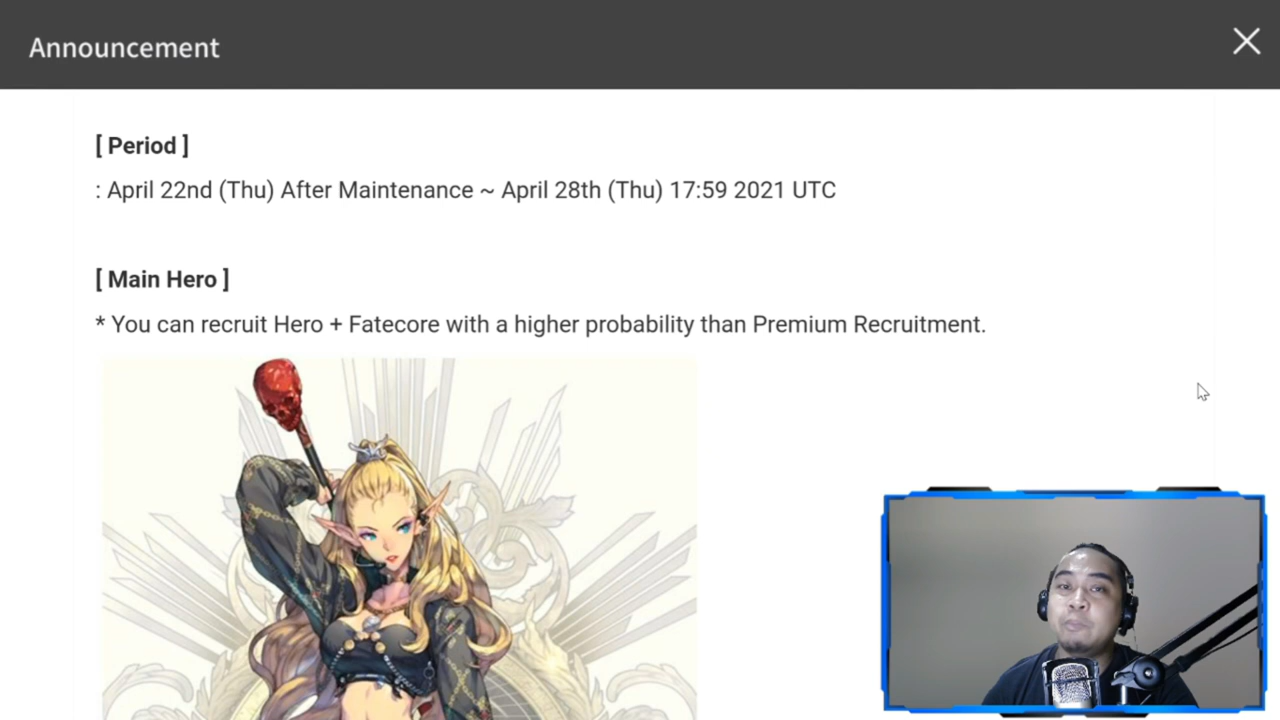 Announcement
[ Period ]
: April 22nd (Thu) After Maintenance ~ April 28th (Thu) 17:59 2021 UTC
[ Main Hero ]
* You can recruit Hero + Fatecore with a higher probability than Premium Recruitment.